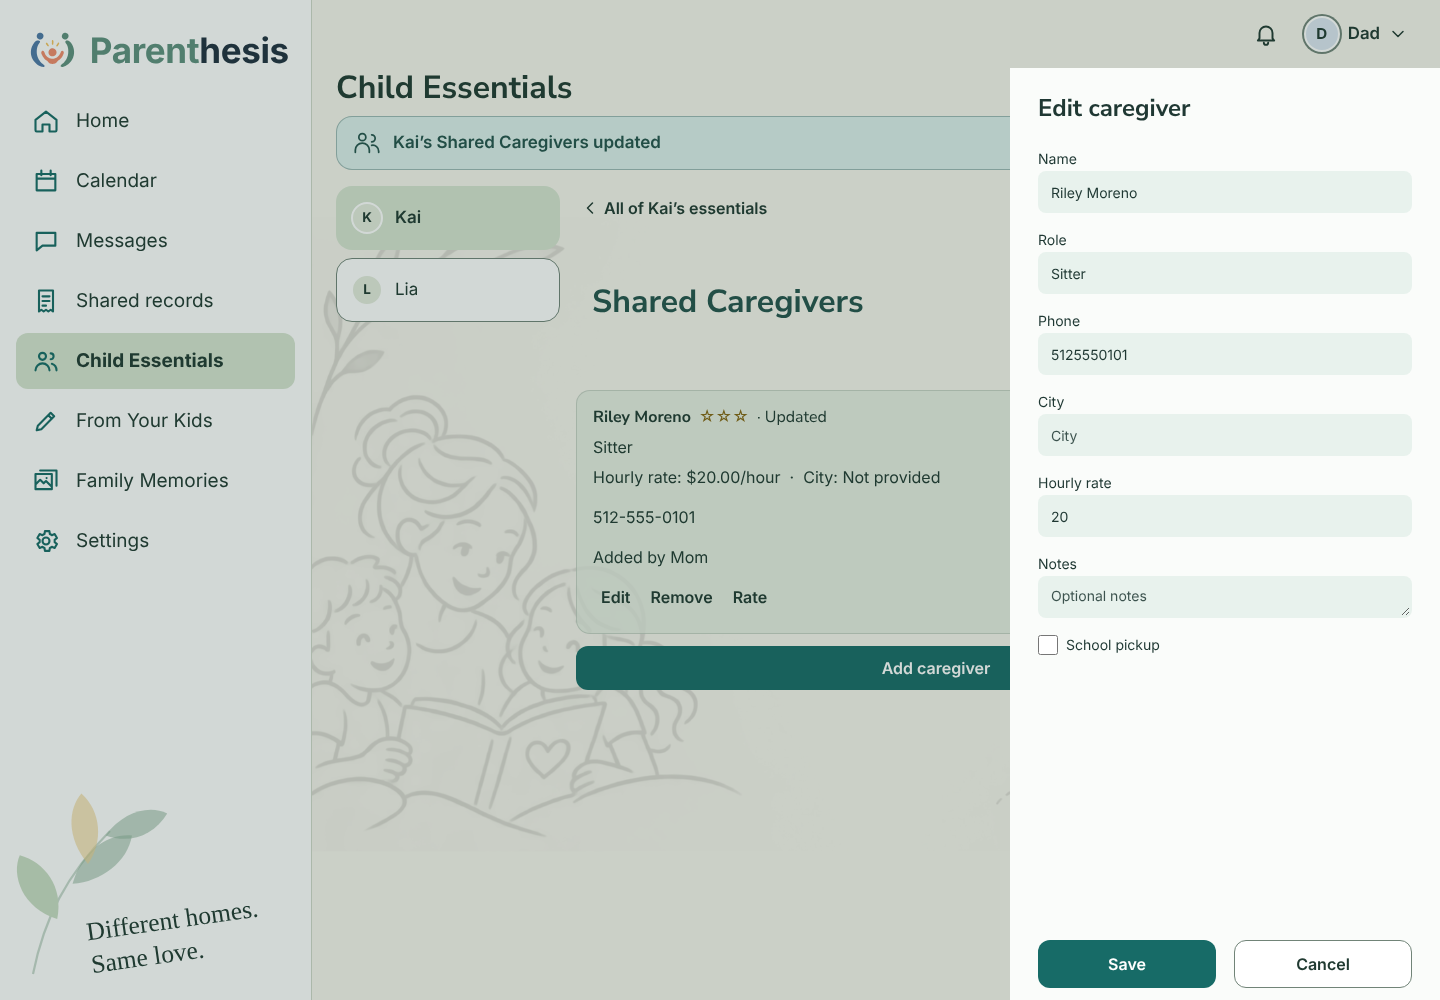 Parenthesis
Home
Calendar
Messages
Shared records
Child Essentials
From Your Kids
Family Memories
Settings
Different homes.
Same love.
D Dad
Child Essentials
Kai’s Shared Caregivers updated
K Kai
L Lia
All of Kai’s essentials
Shared Caregivers
Riley Moreno · Updated
Sitter
Hourly rate: $20.00/hour · City: Not provided
512-555-0101
Added by Mom
Edit Remove Rate
Add caregiver
Edit caregiver
Name
Riley Moreno
Role
Sitter
Phone
5125550101
City
City
Hourly rate
20
Notes
Optional notes
School pickup
Save Cancel